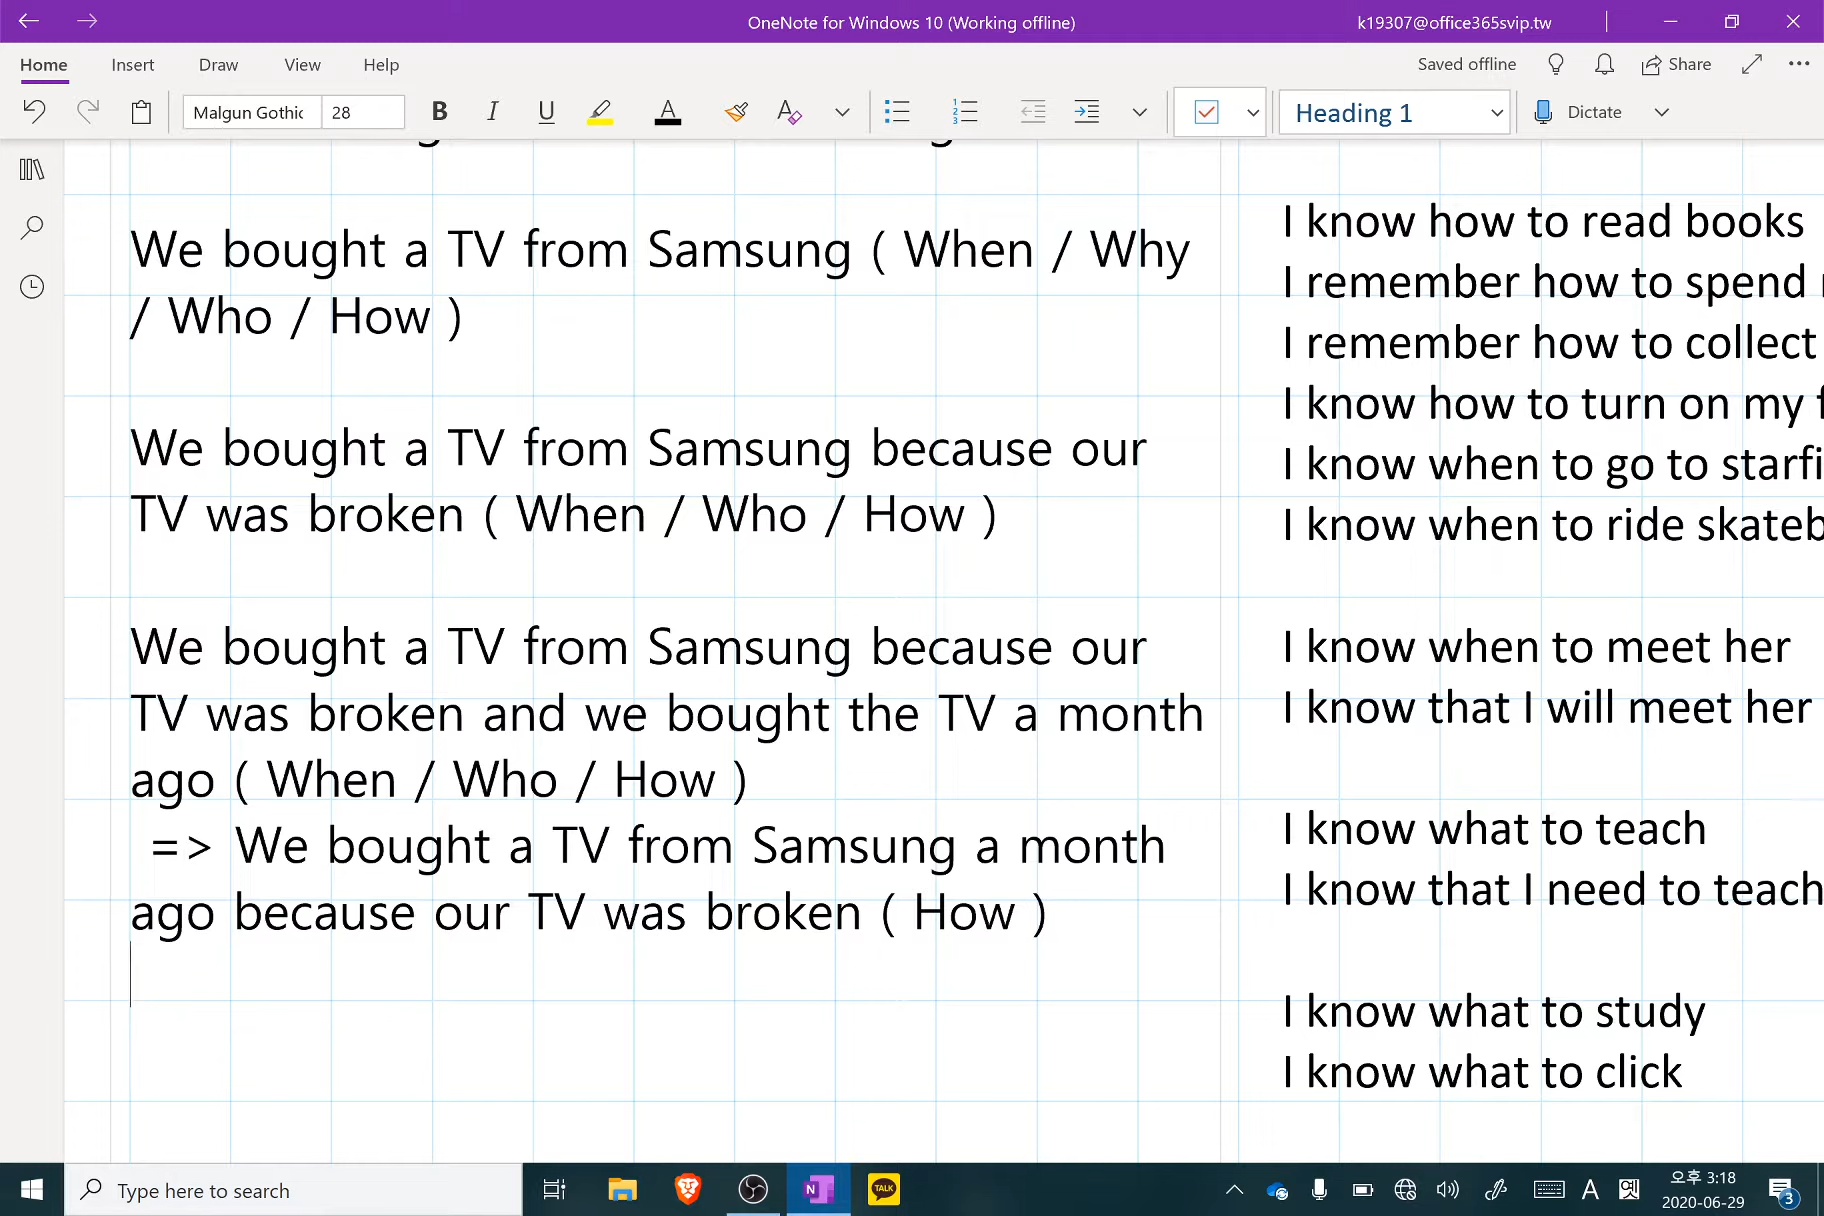 OneNote for Windows 10 (Working offline)
k19307@office365svip.tw
Home
Insert
Draw
View
Help
Saved offline
Share
Malgun Gothic
28
B
I
U
A
A
Heading 1
Dictate
We bought a TV from Samsung ( When / Why
/ Who / How )
We bought a TV from Samsung because our
TV was broken ( When / Who / How )
We bought a TV from Samsung because our
TV was broken and we bought the TV a month
ago ( When / Who / How )
=> We bought a TV from Samsung a month
ago because our TV was broken ( How )
I know how to read books
I remember how to spend
I remember how to collect
I know how to turn on my
I know when to go to starfi
I know when to ride skateb
I know when to meet her
I know that I will meet her
I know what to teach
I know that I need to teach
I know what to study
I know what to click
Type here to search
N
TALK
A
오후 3:18
2020-06-29
3